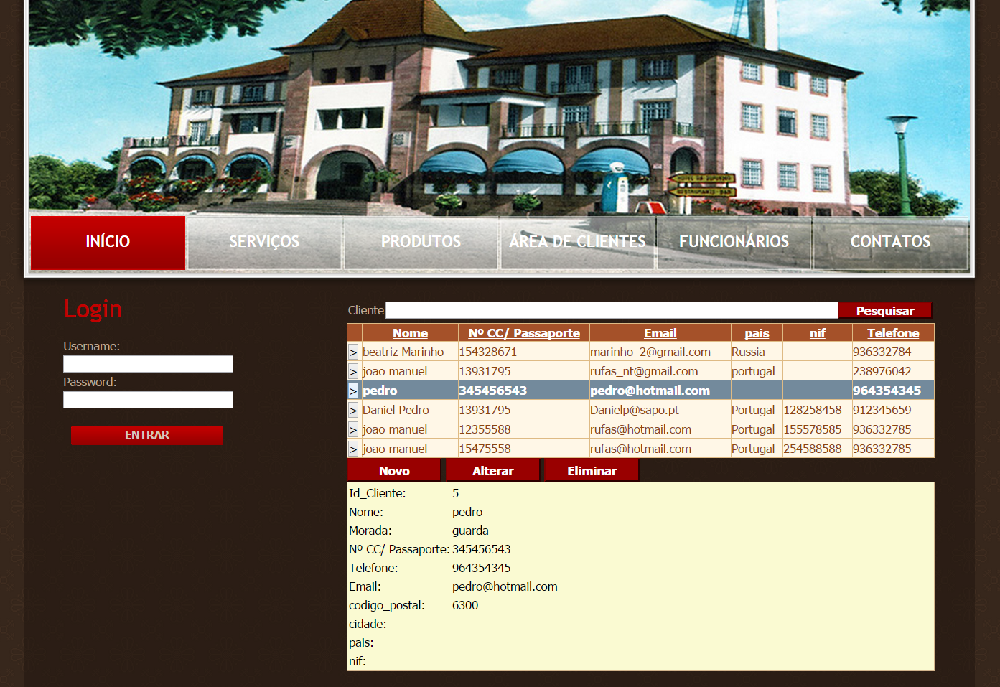 HOTEL DE TURISMO
RESTAURANTE-BAR
INÍCIO SERVIÇOS PRODUTOS ÁREA DE CLIENTES FUNCIONÁRIOS CONTATOS
Login
Username:
Password:
ENTRAR
Cliente Pesquisar
Nome Nº CC/ Passaporte Email pais nif Telefone
> beatriz Marinho 154328671 marinho_2@gmail.com Russia 936332784
> joao manuel 13931795 rufas_nt@gmail.com portugal 238976042
> pedro 345456543 pedro@hotmail.com 964354345
> Daniel Pedro 13931795 Danielp@sapo.pt Portugal 128258458 912345659
> joao manuel 12355588 rufas@hotmail.com Portugal 155578585 936332785
> joao manuel 15475558 rufas@hotmail.com Portugal 254588588 936332785
Novo Alterar Eliminar
Id_Cliente: 5
Nome: pedro
Morada: guarda
Nº CC/ Passaporte: 345456543
Telefone: 964354345
Email: pedro@hotmail.com
codigo_postal: 6300
cidade:
pais:
nif: